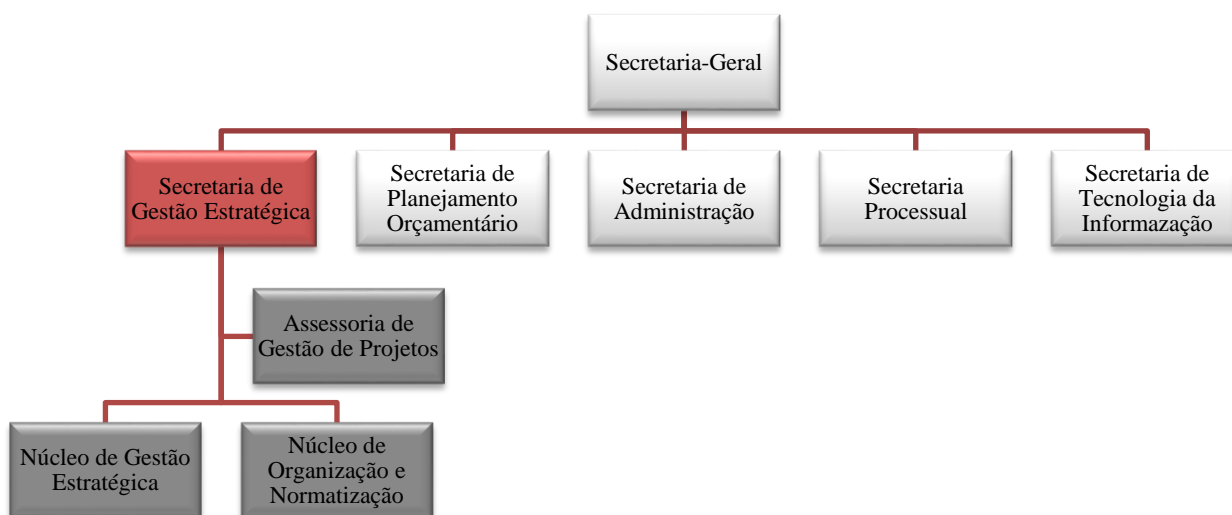 Secretaria-Geral
Secretaria de
Gestão Estratégica
Secretaria de
Planejamento
Orçamentário
Secretaria de
Administração
Secretaria
Processual
Secretaria de
Tecnologia da
Informazação
Assessoria de
Gestão de Projetos
Núcleo de Gestão
Estratégica
Núcleo de
Organização e
Normatização